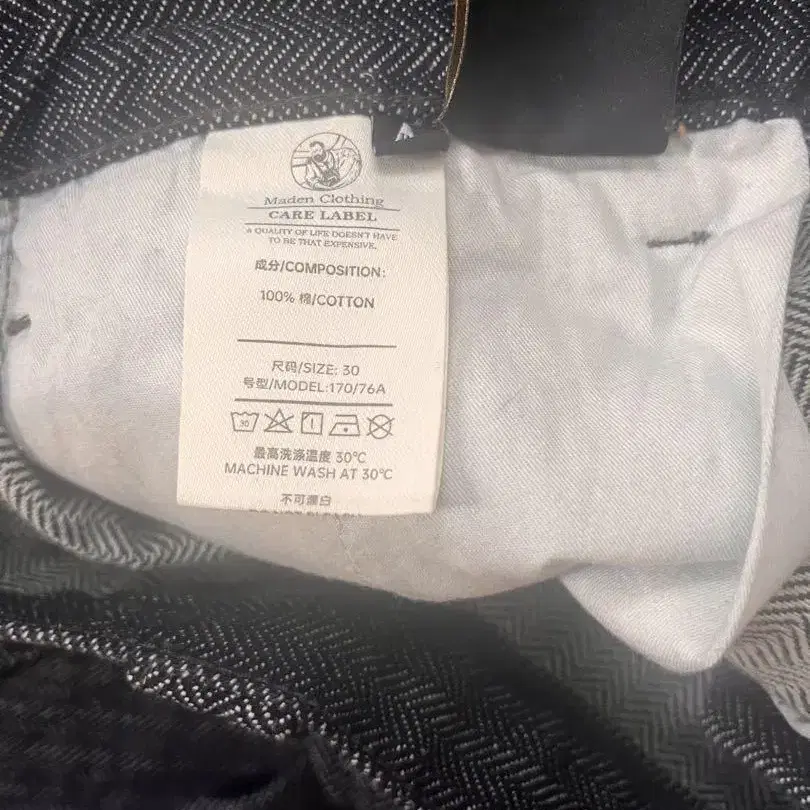 Maden Clothing
CARE LABEL
A QUALITY OF LIFE DOESN'T HAVE
TO BE THAT EXPENSIVE.
成分/COMPOSITION:
100% 棉/COTTON
尺码/SIZE: 30
号型/MODEL:170/76A
30
最高洗涤温度 30℃
MACHINE WASH AT 30℃
不可漂白